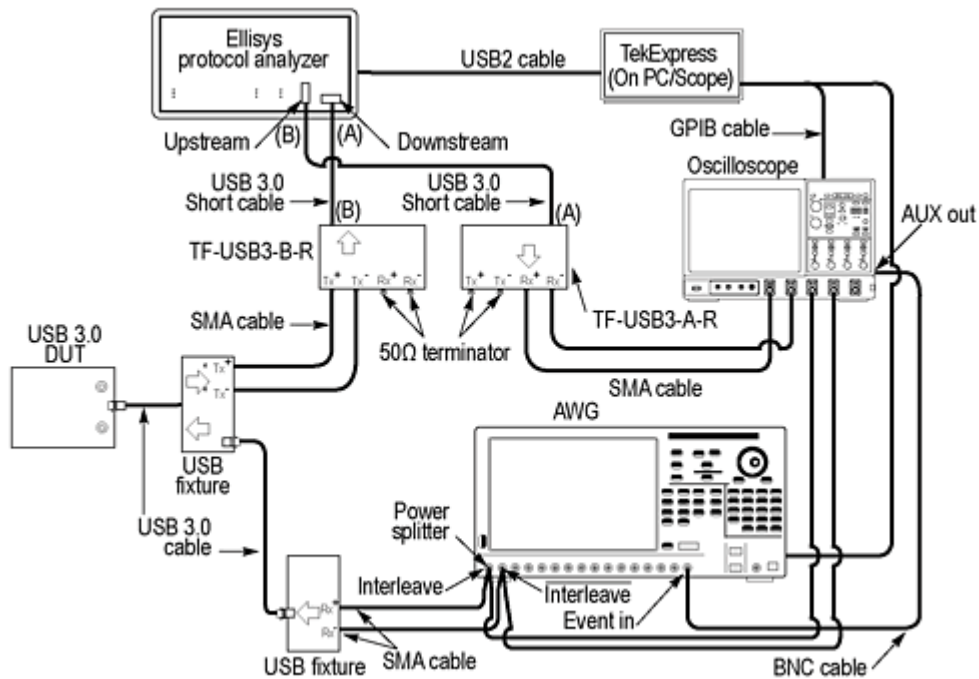 Ellisys
protocol analyzer
USB2 cable
TekExpress
(On PC/Scope)
Upstream
(B)
(A)
Downstream
GPIB cable
Oscilloscope
USB 3.0
Short cable
(B)
USB 3.0
Short cable
(A)
AUX out
TF-USB3-B-R
Tx+
Tx-
Rx+
Rx-
Tx+
Tx-
Rx+
Rx-
TF-USB3-A-R
SMA cable
50Ω terminator
SMA cable
USB 3.0
DUT
Tx+
Tx-
USB
fixture
AWG
USB 3.0
cable
Power
splitter
Interleave
Interleave
Event in
Rx+
Rx-
SMA cable
USB fixture
BNC cable